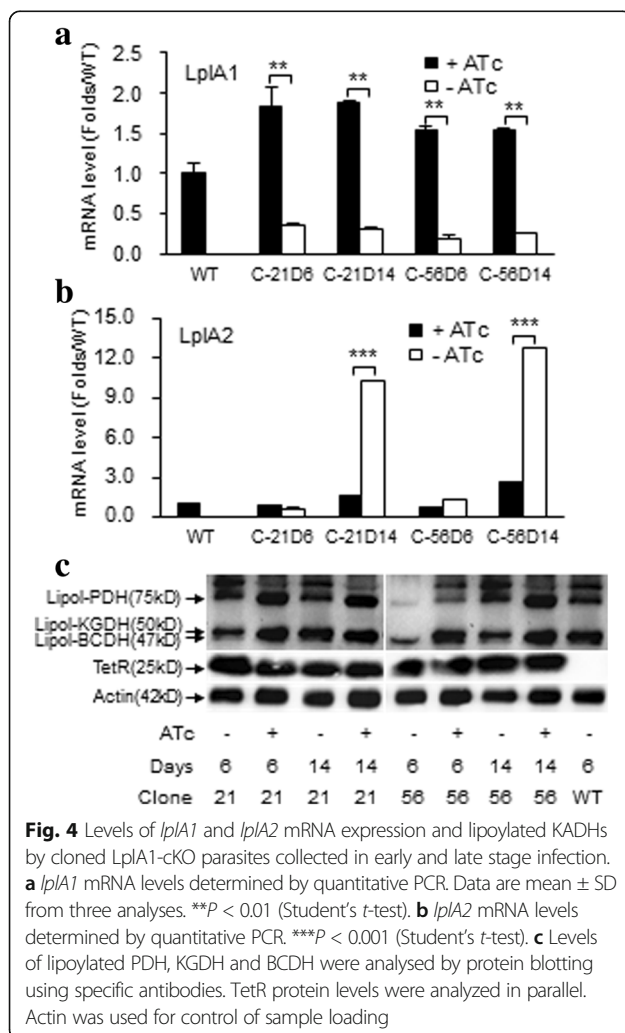 a
mRNA level (Folds/WT)
2.5
2.0
1.5
1.0
0.5
0.0
LplA1
** ** ** **
+ ATc
- ATc
WT C-21D6 C-21D14 C-56D6 C-56D14
b
mRNA level (Folds/WT)
15.0
12.0
9.0
6.0
3.0
0.0
LplA2
*** ***
+ ATc
- ATc
WT C-21D6 C-21D14 C-56D6 C-56D14
c
Lipol-PDH(75kD)
Lipol-KGDH(50kD)
Lipol-BCDH(47kD)
TetR(25kD)
Actin(42kD)
ATc - + - + - + - +
Days 6 6 14 14 6 6 14 14 6
Clone 21 21 21 21 56 56 56 56 WT
Fig. 4 Levels of lplA1 and lplA2 mRNA expression and lipoylated KADHs
by cloned LplA1-cKO parasites collected in early and late stage infection.
a lplA1 mRNA levels determined by quantitative PCR. Data are mean ± SD
from three analyses. **P < 0.01 (Student's t-test). b lplA2 mRNA levels
determined by quantitative PCR. ***P < 0.001 (Student's t-test). c Levels
of lipoylated PDH, KGDH and BCDH were analysed by protein blotting
using specific antibodies. TetR protein levels were analyzed in parallel.
Actin was used for control of sample loading